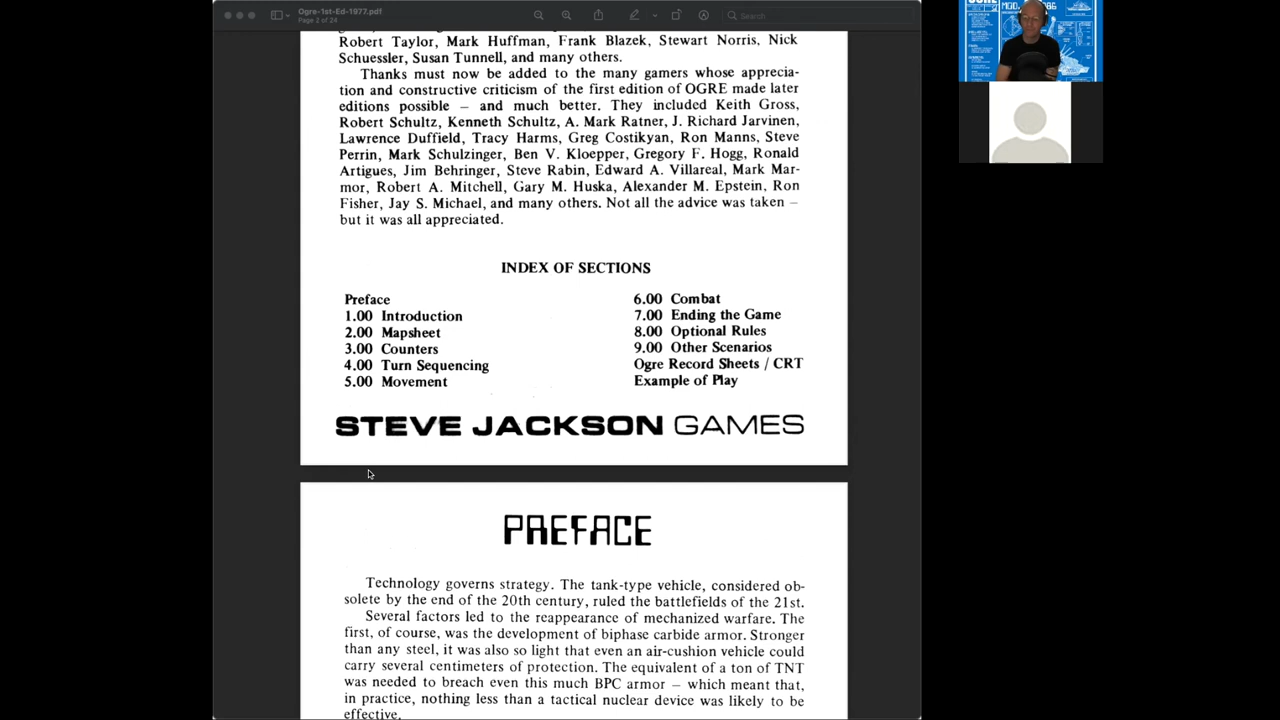 Ogre-1st-Ed-1977.pdf
Page 2 of 24
Search
Robert Taylor, Mark Huffman, Frank Blazek, Stewart Norris, Nick
Schuessler, Susan Tunnell, and many others.
Thanks must now be added to the many gamers whose apprecia-
tion and constructive criticism of the first edition of OGRE made later
editions possible — and much better. They included Keith Gross,
Robert Schultz, Kenneth Schultz, A. Mark Ratner, J. Richard Jarvinen,
Lawrence Duffield, Tracy Harms, Greg Costikyan, Ron Manns, Steve
Perrin, Mark Schulzinger, Ben V. Kloepper, Gregory F. Hogg, Ronald
Artigues, Jim Behringer, Steve Rabin, Edward A. Villareal, Mark Mar-
mor, Robert A. Mitchell, Gary M. Huska, Alexander M. Epstein, Ron
Fisher, Jay S. Michael, and many others. Not all the advice was taken —
but it was all appreciated.
INDEX OF SECTIONS
Preface
1.00 Introduction
2.00 Mapsheet
3.00 Counters
4.00 Turn Sequencing
5.00 Movement
6.00 Combat
7.00 Ending the Game
8.00 Optional Rules
9.00 Other Scenarios
Ogre Record Sheets / CRT
Example of Play
STEVE JACKSON GAMES
PREFACE
Technology governs strategy. The tank-type vehicle, considered ob-
solete by the end of the 20th century, ruled the battlefields of the 21st.
Several factors led to the reappearance of mechanized warfare. The
first, of course, was the development of biphase carbide armor. Stronger
than any steel, it was also so light that even an air-cushion vehicle could
carry several centimeters of protection. The equivalent of a ton of TNT
was needed to breach even this much BPC armor — which meant that,
in practice, nothing less than a tactical nuclear device was likely to be
effective.